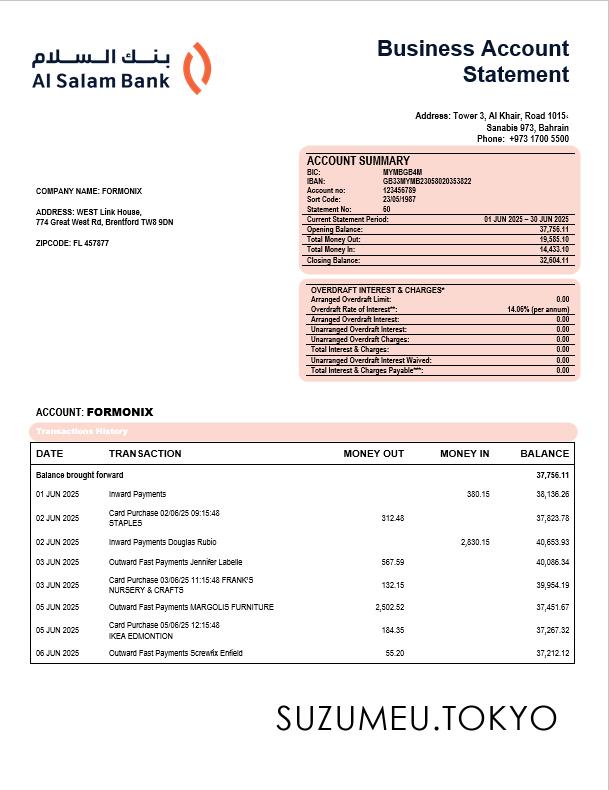 بنك السلام
Al Salam Bank
Business Account
Statement
Address: Tower 3, Al Khair, Road 1015،
Sanabis 973, Bahrain
Phone: +973 1700 5500
COMPANY NAME: FORMONIX
ADDRESS: WEST Link House,
774 Great West Rd, Brentford TW8 9DN
ZIPCODE: FL 457877
ACCOUNT SUMMARY
BIC: MYMBGB4M
IBAN: GB33MYMB23058020353822
Account no: 123456789
Sort Code: 23/05/1987
Statement No: 60
Current Statement Period: 01 JUN 2025 – 30 JUN 2025
Opening Balance: 37,756.11
Total Money Out: 19,585.10
Total Money In: 14,433.10
Closing Balance: 32,604.11
OVERDRAFT INTEREST & CHARGES*
Arranged Overdraft Limit: 0.00
Overdraft Rate of Interest**: 14.06% (per annum)
Arranged Overdraft Interest: 0.00
Unarranged Overdraft Interest: 0.00
Unarranged Overdraft Charges: 0.00
Total Interest & Charges: 0.00
Unarranged Overdraft Interest Waived: 0.00
Total Interest & Charges Payable***: 0.00
ACCOUNT: FORMONIX
Transactions History
DATE TRANSACTION MONEY OUT MONEY IN BALANCE
Balance brought forward 37,756.11
01 JUN 2025 Inward Payments 380.15 38,136.26
02 JUN 2025 Card Purchase 02/06/25 09:15:48 312.48 37,823.78
STAPLES
02 JUN 2025 Inward Payments Douglas Rubio 2,830.15 40,653.93
03 JUN 2025 Outward Fast Payments Jennifer Labelle 567.59 40,086.34
03 JUN 2025 Card Purchase 03/06/25 11:15:48 FRANK'S 132.15 39,954.19
NURSERY & CRAFTS
05 JUN 2025 Outward Fast Payments MARGOLIS FURNITURE 2,502.52 37,451.67
05 JUN 2025 Card Purchase 05/06/25 12:15:48 184.35 37,267.32
IKEA EDMONTION
06 JUN 2025 Outward Fast Payments Screwfix Enfield 55.20 37,212.12
SUZUMEU.TOKYO